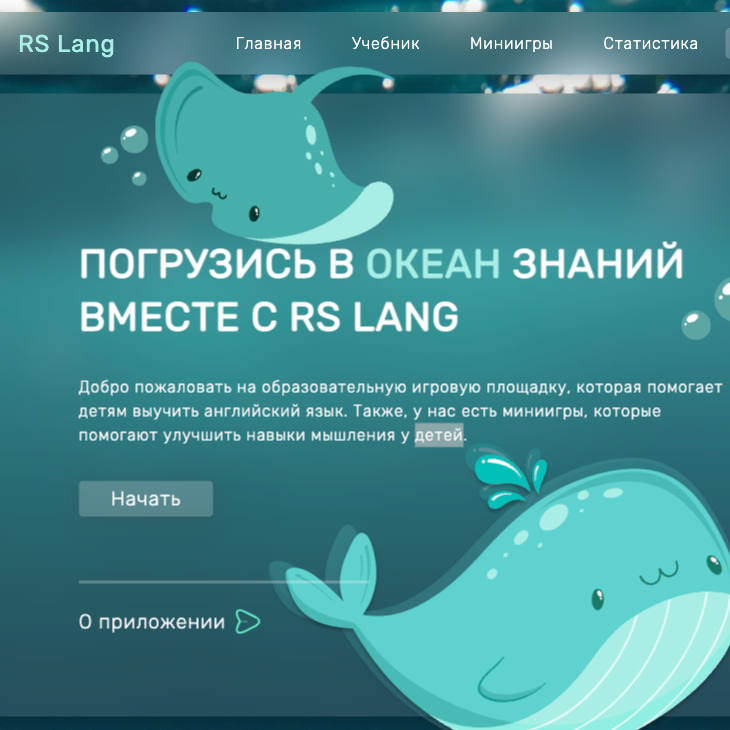 RS Lang
Главная Учебник Миниигры Статистика
ПОГРУЗИСЬ В ОКЕАН ЗНАНИЙ
ВМЕСТЕ С RS LANG
Добро пожаловать на образовательную игровую площадку, которая помогает
детям выучить английский язык. Также, у нас есть миниигры, которые
помогают улучшить навыки мышления у детей.
Начать
О приложении